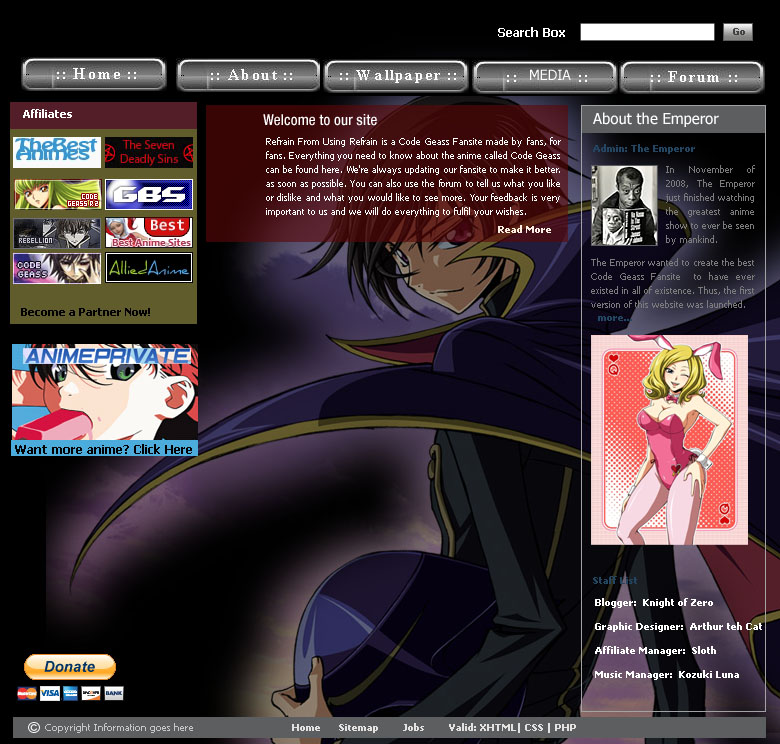 Search Box
Go
:: Home ::
:: About ::
:: Wallpaper ::
:: MEDIA ::
:: Forum ::
Affiliates
TheBest
Animes
The Seven
Deadly Sins
CODE
GEASS R2
GBS
REBELLION
Best
Best Anime Sites
CODE
GEASS
AlliedAnime
Become a Partner Now!
ANIMEPRIVATE
Want more anime? Click Here
Welcome to our site
Refrain From Using Refrain is a Code Geass Fansite made by fans, for
fans. Everything you need to know about the anime called Code Geass
can be found here. We're always updating our fansite to make it better.
as soon as possible. You can also use the forum to tell us what you like
or dislike and what you would like to see more. Your feedback is very
important to us and we will do everything to fulfil your wishes.
Read More
About the Emperor
Admin: The Emperor
In November of
2008, The Emperor
just finished watching
the greatest anime
show to ever be seen
by mankind.
The Emperor wanted to create the best
Code Geass Fansite to have ever
existed in all of existence. Thus, the first
version of this website was launched.
more..
Q
Q
Staff List
Blogger: Knight of Zero
Graphic Designer: Arthur teh Cat
Affiliate Manager: Sloth
Music Manager: Kozuki Luna
Donate
VISA
BANK
© Copyright Information goes here
Home Sitemap Jobs Valid: XHTML| CSS | PHP